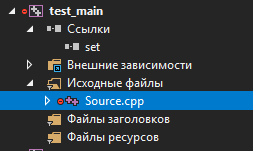 test_main
Ссылки
set
Внешние зависимости
Исходные файлы
Source.cpp
Файлы заголовков
Файлы ресурсов